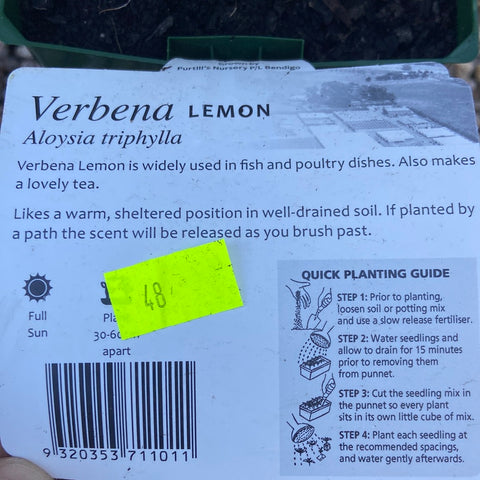 Grown by
Purtill's Nursery P/L Bendigo
Verbena LEMON
Aloysia triphylla
Verbena Lemon is widely used in fish and poultry dishes. Also makes
a lovely tea.
Likes a warm, sheltered position in well-drained soil. If planted by
a path the scent will be released as you brush past.
48
Full
Sun
30-60
apart
9 320353 711011
QUICK PLANTING GUIDE
STEP 1: Prior to planting,
loosen soil or potting mix
and use a slow release fertiliser.
STEP 2: Water seedlings and
allow to drain for 15 minutes
prior to removing them
from punnet.
STEP 3: Cut the seedling mix in
the punnet so every plant
sits in its own little cube of mix.
STEP 4: Plant each seedling at
the recommended spacings,
and water gently afterwards.